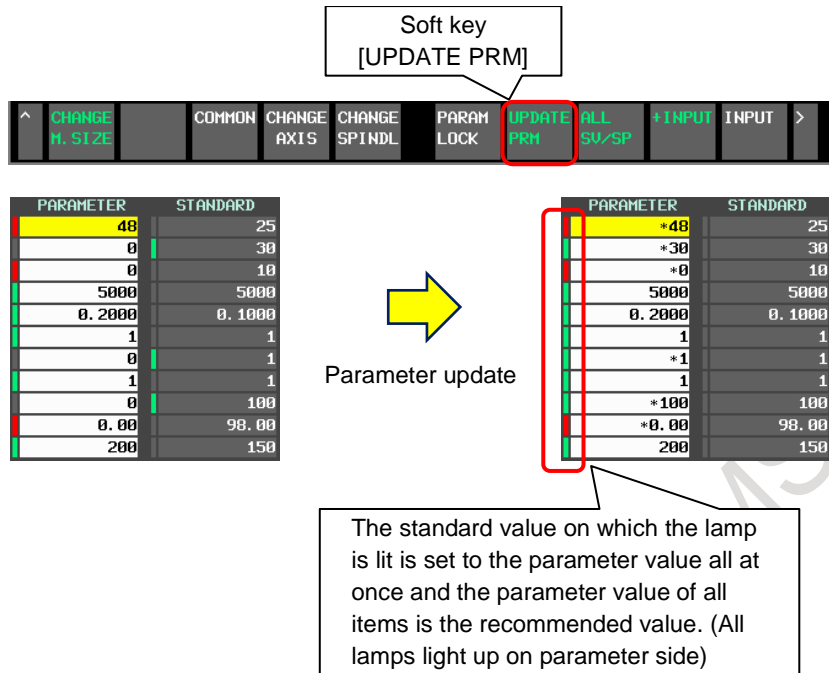 Soft key
[UPDATE PRM]
^ CHANGE M.SIZE COMMON CHANGE AXIS CHANGE SPINDL PARAM LOCK UPDATE PRM ALL SV/SP +INPUT INPUT >
PARAMETER STANDARD
48 25
0 30
0 10
5000 5000
0.2000 0.1000
1 1
0 1
1 1
0 100
0.00 98.00
200 150
Parameter update
PARAMETER STANDARD
*48 25
*30 30
*0 10
5000 5000
0.2000 0.1000
1 1
*1 1
1 1
*100 100
*0.00 98.00
200 150
The standard value on which the lamp
is lit is set to the parameter value all at
once and the parameter value of all
items is the recommended value. (All
lamps light up on parameter side)